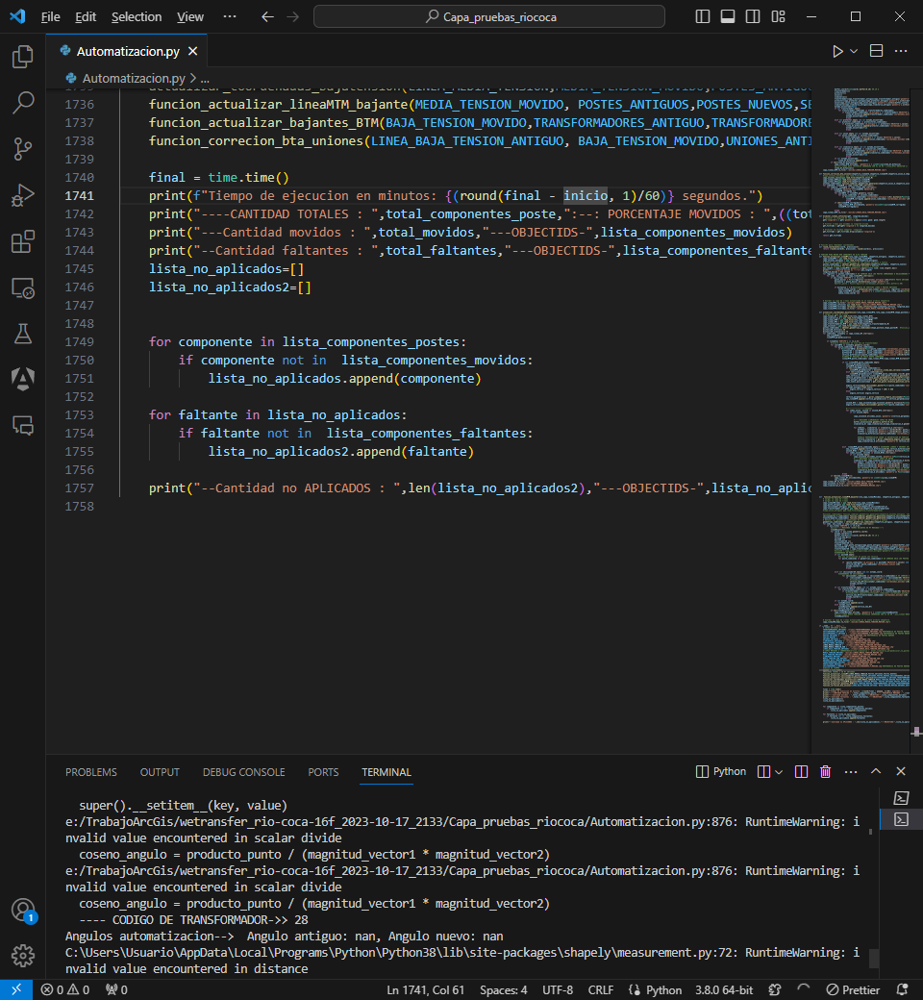 File Edit Selection View ··· Capa_pruebas_riococa
Automatizacion.py
Automatizacion.py > ...
1736 funcion_actualizar_lineaMTM_bajante(MEDIA_TENSION_MOVIDO, POSTES_ANTIGUOS,POSTES_NUEVOS,SE
1737 funcion_actualizar_bajantes_BTM(BAJA_TENSION_MOVIDO,TRANSFORMADORES_ANTIGUO,TRANSFORMADORE
1738 funcion_correcion_bta_uniones(LINEA_BAJA_TENSION_ANTIGUO, BAJA_TENSION_MOVIDO,UNIONES_ANTI
1739
1740 final = time.time()
1741 print(f"Tiempo de ejecucion en minutos: {(round(final - inicio, 1)/60)} segundos.")
1742 print("----CANTIDAD TOTALES : ",total_componentes_poste,":--: PORCENTAJE MOVIDOS : ",{(tot
1743 print("---Cantidad movidos : ",total_movidos,"---OBJECTIDS-",lista_componentes_movidos)
1744 print("--Cantidad faltantes : ",total_faltantes,"---OBJECTIDS-",lista_componentes_faltante
1745 lista_no_aplicados=[]
1746 lista_no_aplicados2=[]
1747
1748
1749 for componente in lista_componentes_postes:
1750 if componente not in  lista_componentes_movidos:
1751 lista_no_aplicados.append(componente)
1752
1753 for faltante in lista_no_aplicados:
1754 if faltante not in  lista_componentes_faltantes:
1755 lista_no_aplicados2.append(faltante)
1756
1757 print("--Cantidad no APLICADOS : ",len(lista_no_aplicados2),"---OBJECTIDS-",lista_no_aplic
1758
PROBLEMS OUTPUT DEBUG CONSOLE PORTS TERMINAL Python
super().__setitem__(key, value)
e:/TrabajoArcGis/wetransfer_rio-coca-16f_2023-10-17_2133/Capa_pruebas_riococa/Automatizacion.py:876: RuntimeWarning: i
nvalid value encountered in scalar divide
coseno_angulo = producto_punto / (magnitud_vector1 * magnitud_vector2)
e:/TrabajoArcGis/wetransfer_rio-coca-16f_2023-10-17_2133/Capa_pruebas_riococa/Automatizacion.py:876: RuntimeWarning: i
nvalid value encountered in scalar divide
coseno_angulo = producto_punto / (magnitud_vector1 * magnitud_vector2)
---- CODIGO DE TRANSFORMADOR->> 28
Angulos automatizacion-->  Angulo antiguo: nan, Angulo nuevo: nan
C:\Users\Usuario\AppData\Local\Programs\Python\Python38\lib\site-packages\shapely\measurement.py:72: RuntimeWarning: i
nvalid value encountered in distance
1
0 0 0 Ln 1741, Col 61 Spaces: 4 UTF-8 CRLF Python 3.8.0 64-bit Prettier